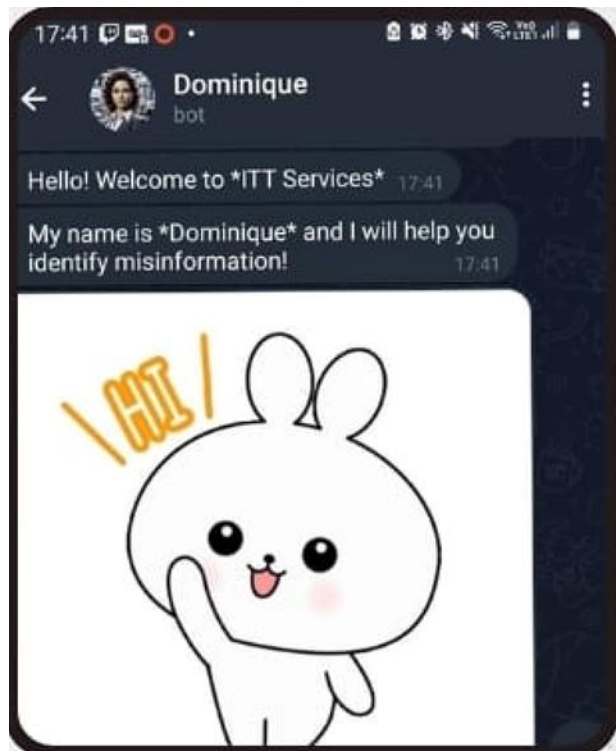 17:41
Dominique
bot
Hello! Welcome to *ITT Services* 17:41
My name is *Dominique* and I will help you
identify misinformation! 17:41
HI